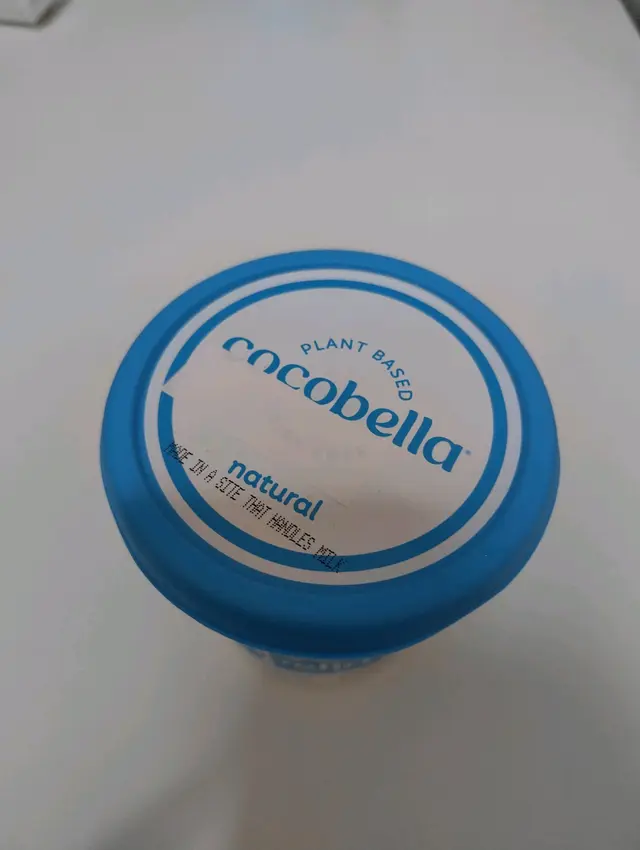 PLANT BASED
cocobella
natural
MADE IN A SITE THAT HANDLES MILK